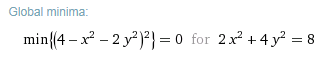 Global minima:
min{(4 − x² − 2 y²)²} = 0 for 2 x² + 4 y² = 8